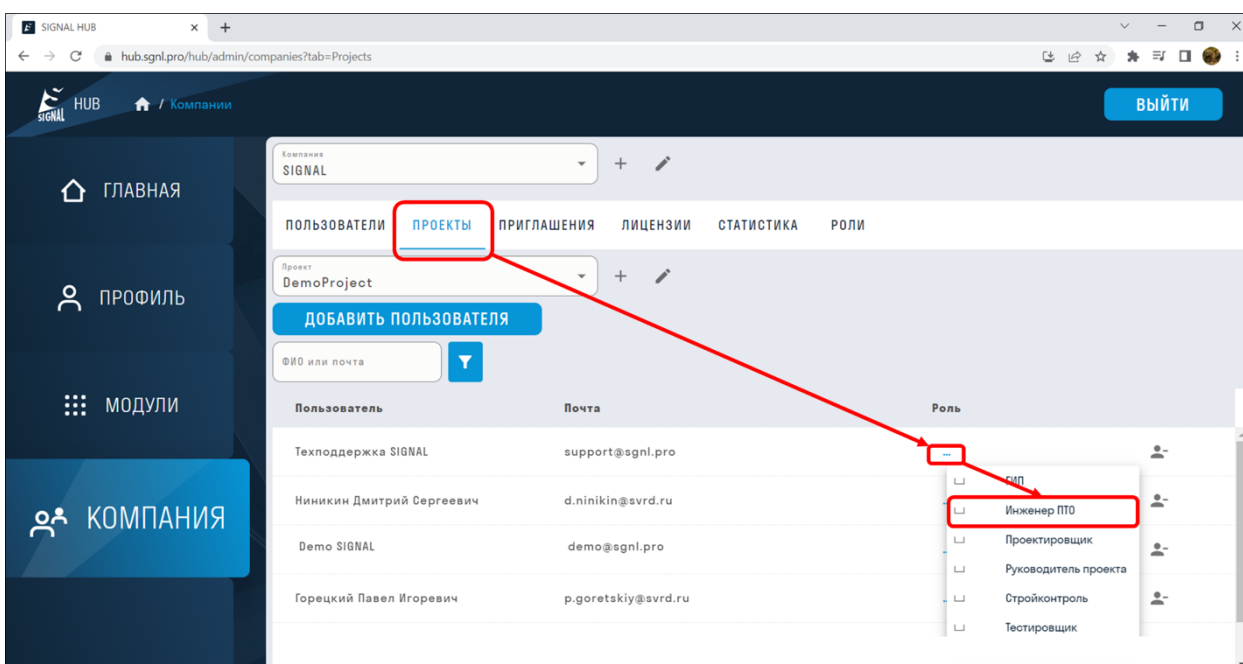 SIGNAL HUB
hub.sgnl.pro/hub/admin/companies?tab=Projects
SIGNAL HUB / Компании
ВЫЙТИ
ГЛАВНАЯ
ПРОФИЛЬ
МОДУЛИ
КОМПАНИЯ
Компания
SIGNAL
ПОЛЬЗОВАТЕЛИ ПРОЕКТЫ ПРИГЛАШЕНИЯ ЛИЦЕНЗИИ СТАТИСТИКА РОЛИ
Проект
DemoProject
ДОБАВИТЬ ПОЛЬЗОВАТЕЛЯ
ФИО или почта
Пользователь Почта Роль
Техподдержка SIGNAL support@sgnl.pro ...
Ниникин Дмитрий Сергеевич d.ninikin@svrd.ru
Demo SIGNAL demo@sgnl.pro
Горецкий Павел Игоревич p.goretskiy@svrd.ru
ГИП
Инженер ПТО
Проектировщик
Руководитель проекта
Стройконтроль
Тестировщик